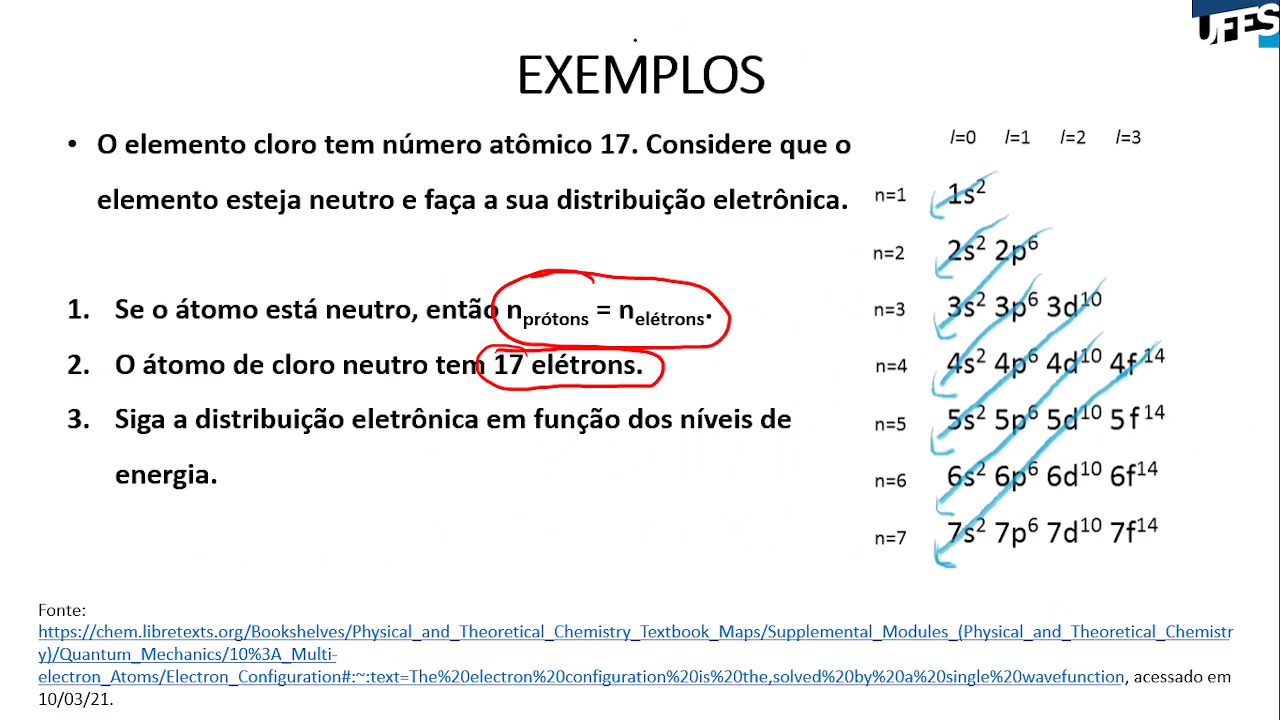 UFES
EXEMPLOS
• O elemento cloro tem número atômico 17. Considere que o
elemento esteja neutro e faça a sua distribuição eletrônica.
1. Se o átomo está neutro, então nprótons = nelétrons.
2. O átomo de cloro neutro tem 17 elétrons.
3. Siga a distribuição eletrônica em função dos níveis de
energia.
l=0 l=1 l=2 l=3
n=1 1s² 
n=2 2s² 2p⁶
n=3 3s² 3p⁶ 3d¹⁰
n=4 4s² 4p⁶ 4d¹⁰ 4f¹⁴
n=5 5s² 5p⁶ 5d¹⁰ 5f¹⁴
n=6 6s² 6p⁶ 6d¹⁰ 6f¹⁴
n=7 7s² 7p⁶ 7d¹⁰ 7f¹⁴
Fonte:
https://chem.libretexts.org/Bookshelves/Physical_and_Theoretical_Chemistry_Textbook_Maps/Supplemental_Modules_(Physical_and_Theoretical_Chemistr
y)/Quantum_Mechanics/10%3A_Multi-
electron_Atoms/Electron_Configuration#:~:text=The%20electron%20configuration%20is%20the,solved%20by%20a%20single%20wavefunction, acessado em
10/03/21.